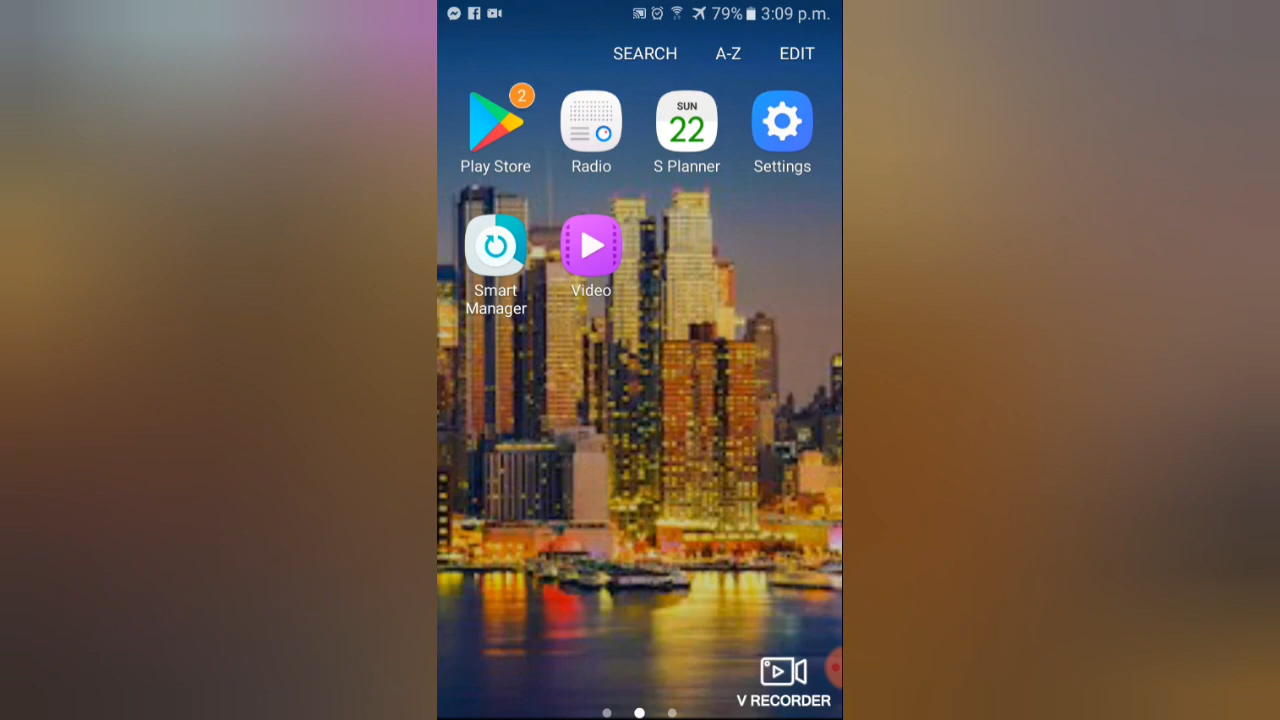 79% 3:09 p.m.
SEARCH A-Z EDIT
2
SUN
22
Play Store Radio S Planner Settings
Smart
Manager
Video
V RECORDER